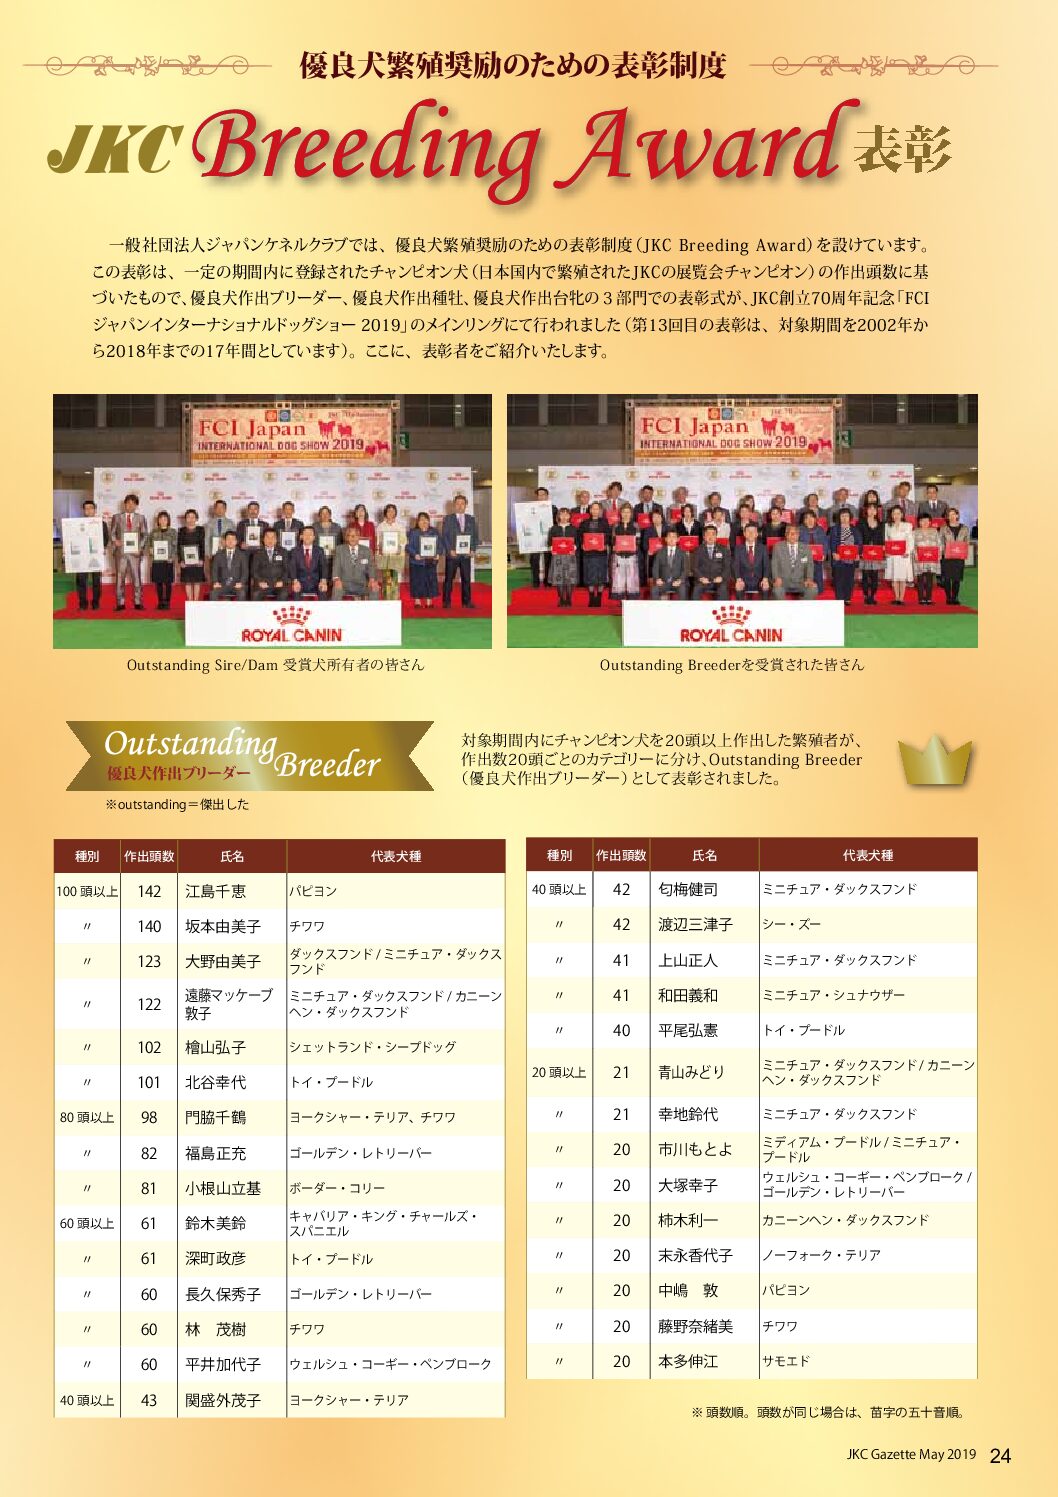 優良犬繁殖奨励のための表彰制度
JKC Breeding Award 表彰
一般社団法人ジャパンケネルクラブでは、優良犬繁殖奨励のための表彰制度（JKC Breeding Award）を設けています。
この表彰は、一定の期間内に登録されたチャンピオン犬（日本国内で繁殖されたJKCの展覧会チャンピオン）の作出頭数に基
づいたもので、優良犬作出ブリーダー、優良犬作出種牡、優良犬作出台牝の３部門での表彰式が、JKC創立70周年記念「FCI
ジャパンインターナショナルドッグショー 2019」のメインリングにて行われました（第13回目の表彰は、対象期間を2002年か
ら2018年までの17年間としています）。ここに、表彰者をご紹介いたします。
FCI Japan
INTERNATIONAL DOG SHOW 2019
ROYAL CANIN
FCI Japan
INTERNATIONAL DOG SHOW 2019
ROYAL CANIN
Outstanding Sire/Dam 受賞犬所有者の皆さん
Outstanding Breederを受賞された皆さん
Outstanding
Breeder
優良犬作出ブリーダー
※outstanding＝傑出した
対象期間内にチャンピオン犬を20頭以上作出した繁殖者が、
作出数20頭ごとのカテゴリーに分け、Outstanding Breeder
（優良犬作出ブリーダー）として表彰されました。
種別 作出頭数 氏名 代表犬種
100 頭以上 142 江島千恵 パピヨン
〃 140 坂本由美子 チワワ
〃 123 大野由美子 ダックスフンド / ミニチュア・ダックス
フンド
〃 122 遠藤マッケーブ ミニチュア・ダックスフンド / カニーン
敦子 ヘン・ダックスフンド
〃 102 檜山弘子 シェットランド・シープドッグ
〃 101 北谷幸代 トイ・プードル
80 頭以上 98 門脇千鶴 ヨークシャー・テリア、チワワ
〃 82 福島正充 ゴールデン・レトリーバー
〃 81 小根山立基 ボーダー・コリー
60 頭以上 61 鈴木美鈴 キャバリア・キング・チャールズ・
スパニエル
〃 61 深町政彦 トイ・プードル
〃 60 長久保秀子 ゴールデン・レトリーバー
〃 60 林　茂樹 チワワ
〃 60 平井加代子 ウェルシュ・コーギー・ペンブローク
40 頭以上 43 関盛外茂子 ヨークシャー・テリア
種別 作出頭数 氏名 代表犬種
40 頭以上 42 匂梅健司 ミニチュア・ダックスフンド
〃 42 渡辺三津子 シー・ズー
〃 41 上山正人 ミニチュア・ダックスフンド
〃 41 和田義和 ミニチュア・シュナウザー
〃 40 平尾弘憲 トイ・プードル
20 頭以上 21 青山みどり ミニチュア・ダックスフンド / カニーン
ヘン・ダックスフンド
〃 21 幸地鈴代 ミニチュア・ダックスフンド
〃 20 市川もとよ ミディアム・プードル / ミニチュア・
プードル
〃 20 大塚幸子 ウェルシュ・コーギー・ペンブローク /
ゴールデン・レトリーバー
〃 20 柿木利一 カニーンヘン・ダックスフンド
〃 20 末永香代子 ノーフォーク・テリア
〃 20 中嶋　敦 パピヨン
〃 20 藤野奈緒美 チワワ
〃 20 本多伸江 サモエド
※ 頭数順。頭数が同じ場合は、苗字の五十音順。
JKC Gazette May 2019 24